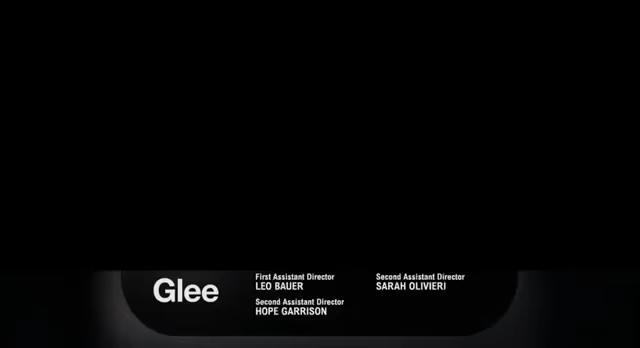 Glee
First Assistant Director
LEO BAUER
Second Assistant Director
HOPE GARRISON
Second Assistant Director
SARAH OLIVIERI